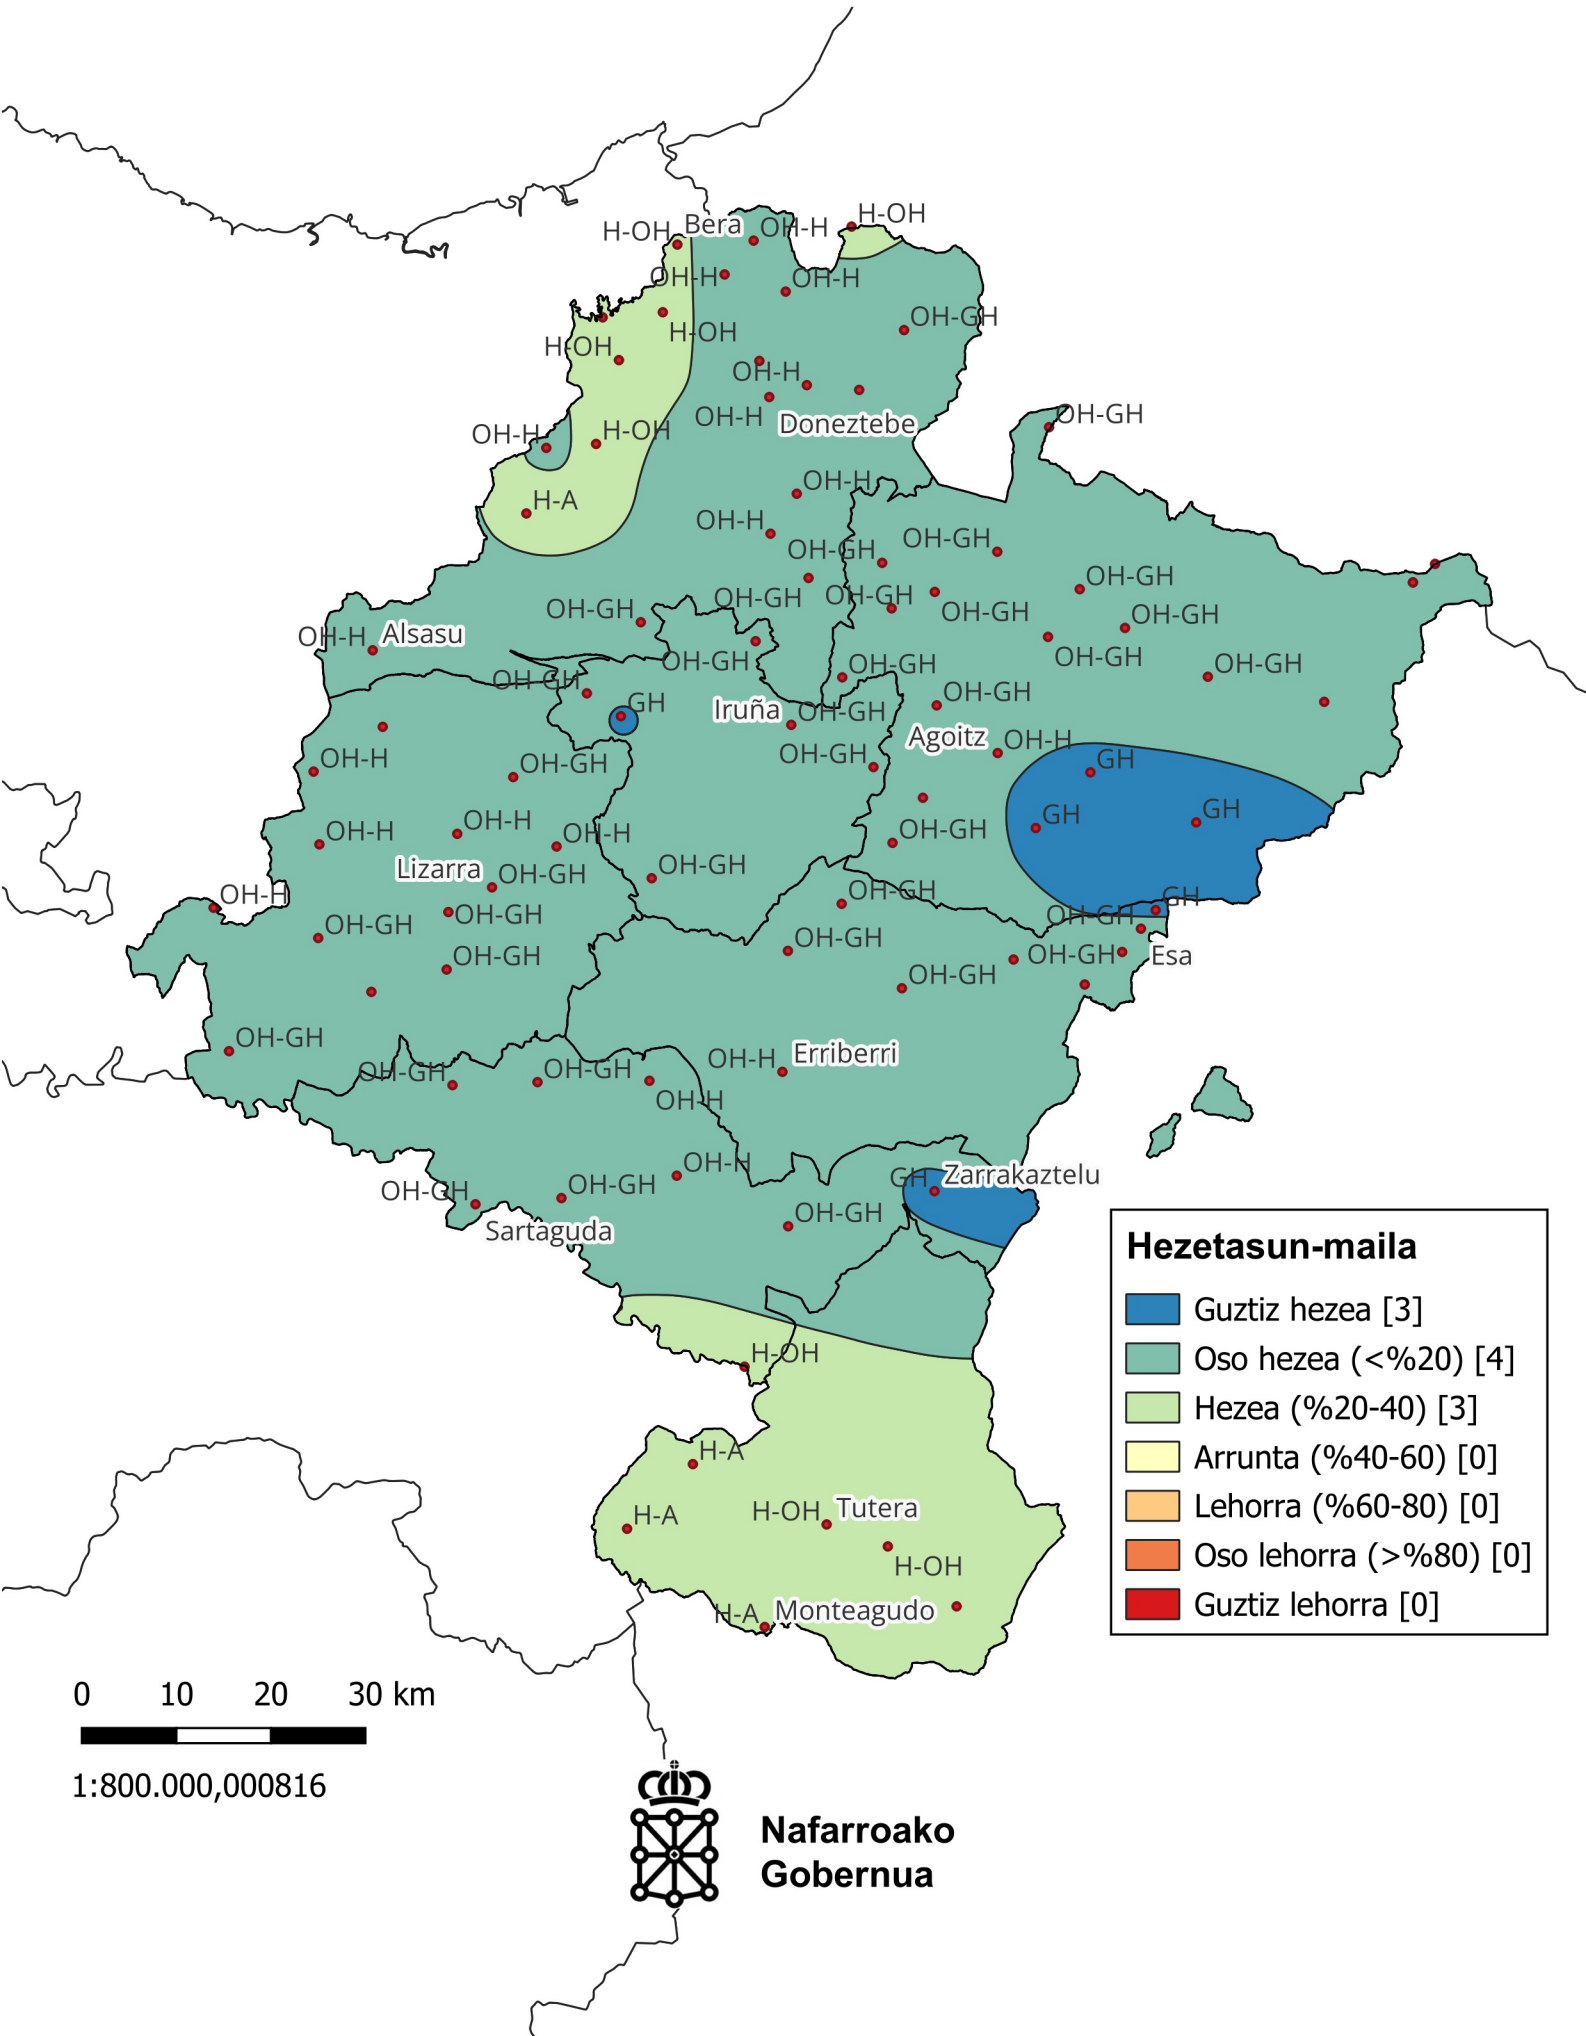 H-OH
Bera
OH-H
H-OH
OH-H
OH-H
H-OH
OH-GH
H-OH
OH-H
OH-H
Doneztebe
OH-GH
OH-H
H-OH
OH-H
H-A
OH-H
OH-GH
OH-GH
OH-GH
OH-GH
OH-GH
OH-GH
OH-GH
OH-GH
OH-H
Alsasu
OH-GH
OH-GH
OH-GH
OH-GH
OH-GH
OH-GH
GH
Iruña
OH-GH
Agoitz
OH-H
OH-H
OH-GH
OH-GH
GH
OH-H
OH-H
OH-H
OH-GH
GH
GH
Lizarra
OH-GH
OH-GH
OH-H
OH-GH
OH-GH
GH
OH-GH
OH-GH
OH-GH
OH-GH
OH-GH
OH-GH
Esa
OH-GH
OH-GH
OH-H
Erriberri
OH-GH
OH-GH
OH-H
OH-H
GH
Zarrakaztelu
OH-GH
OH-GH
OH-GH
Sartaguda
H-OH
H-A
H-A
H-OH
Tutera
H-OH
H-A
Monteagudo
Hezetasun-maila
Guztiz hezea [3]
Oso hezea (<%20) [4]
Hezea (%20-40) [3]
Arrunta (%40-60) [0]
Lehorra (%60-80) [0]
Oso lehorra (>%80) [0]
Guztiz lehorra [0]
0 10 20 30 km
1:800.000,000816
Nafarroako
Gobernua